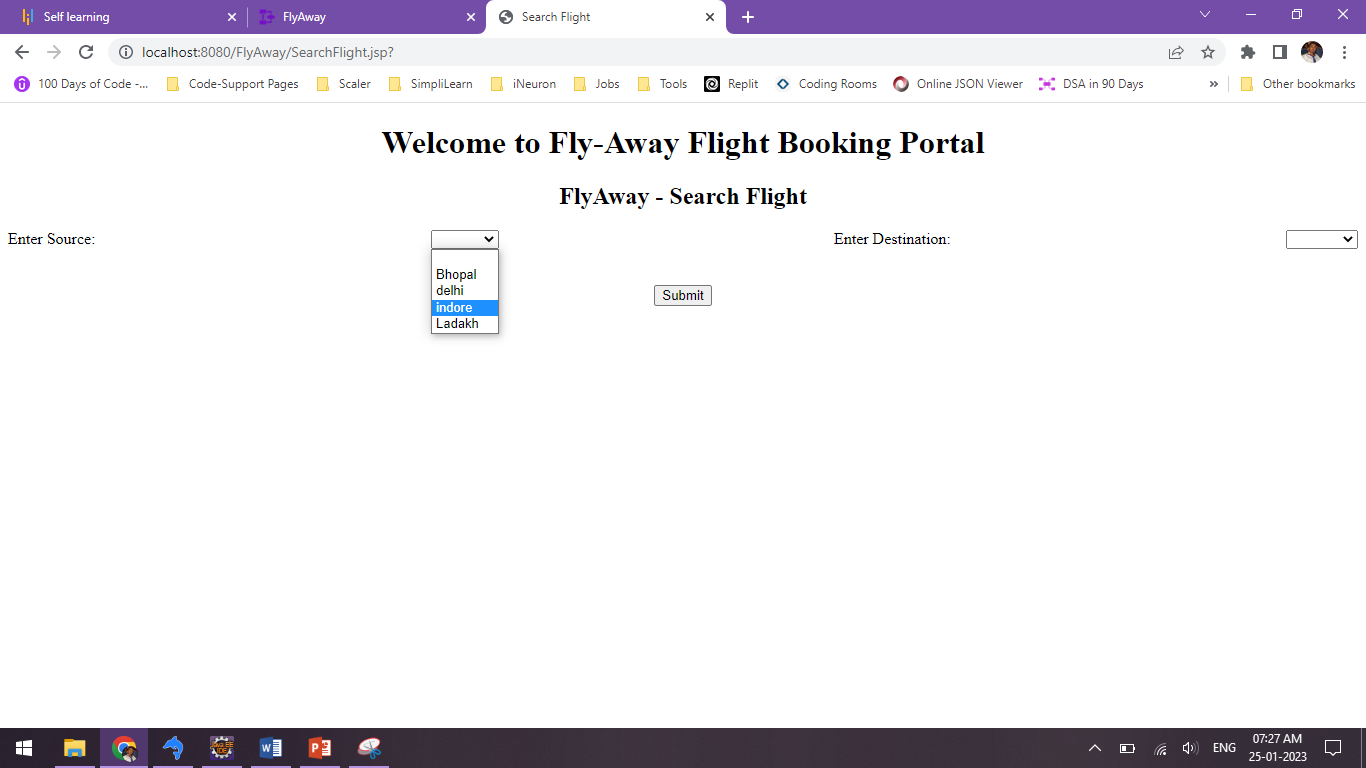 Self learning
FlyAway
Search Flight
localhost:8080/FlyAway/SearchFlight.jsp?
100 Days of Code -... Code-Support Pages Scaler SimpliLearn iNeuron Jobs Tools Replit Coding Rooms Online JSON Viewer DSA in 90 Days » Other bookmarks
Welcome to Fly-Away Flight Booking Portal
FlyAway - Search Flight
Enter Source: Enter Destination:
Bhopal
delhi
indore
Ladakh
Submit
ENG
07:27 AM
25-01-2023